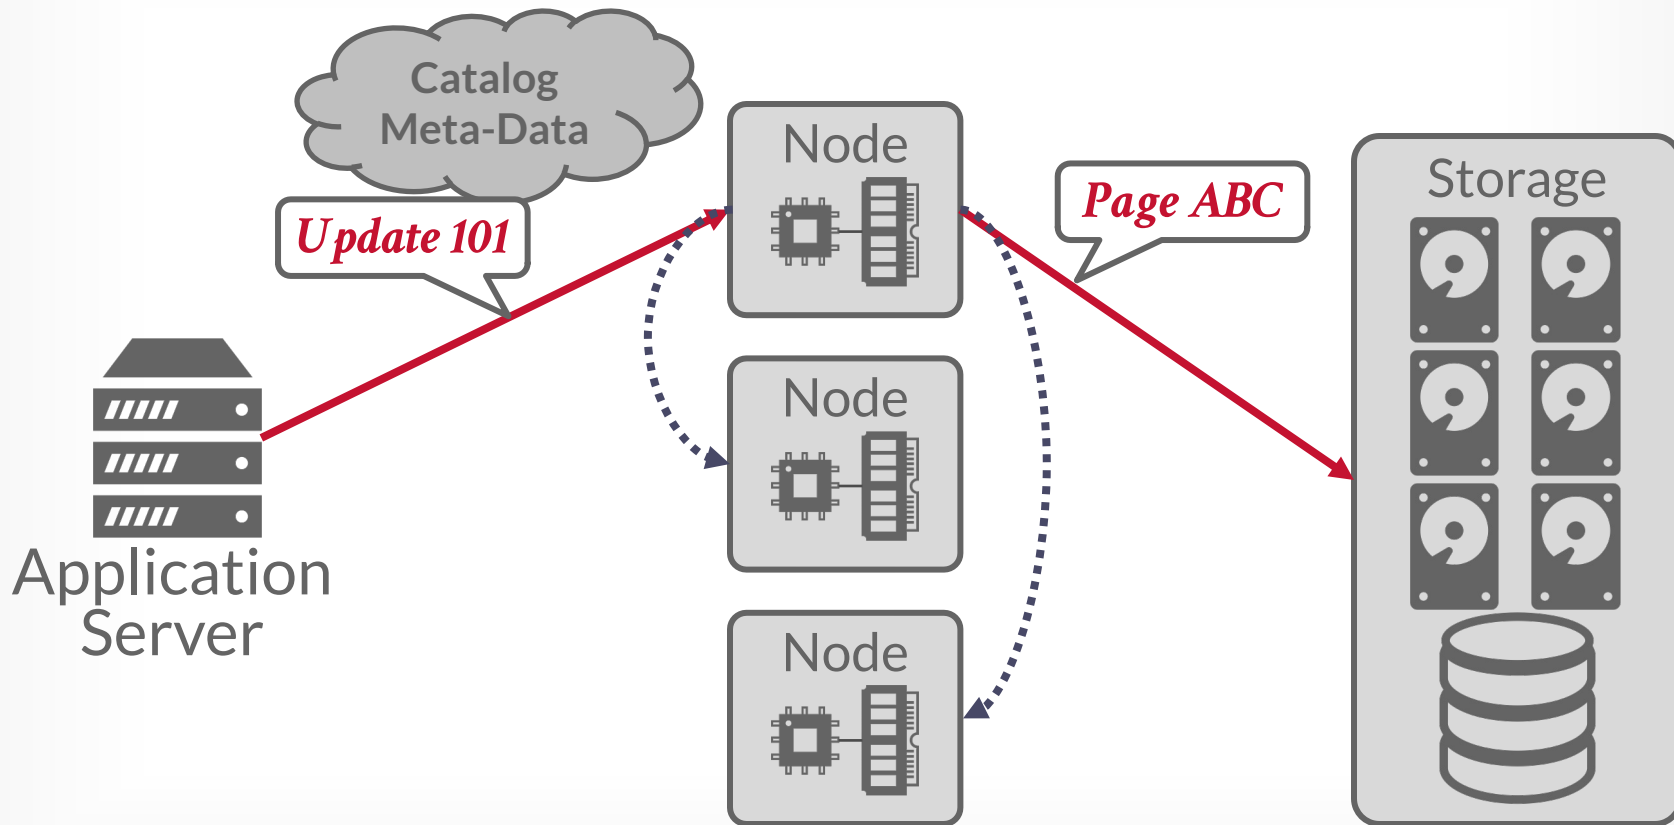 Catalog
Meta-Data
Update 101
Application
Server
Node
Node
Node
Page ABC
Storage